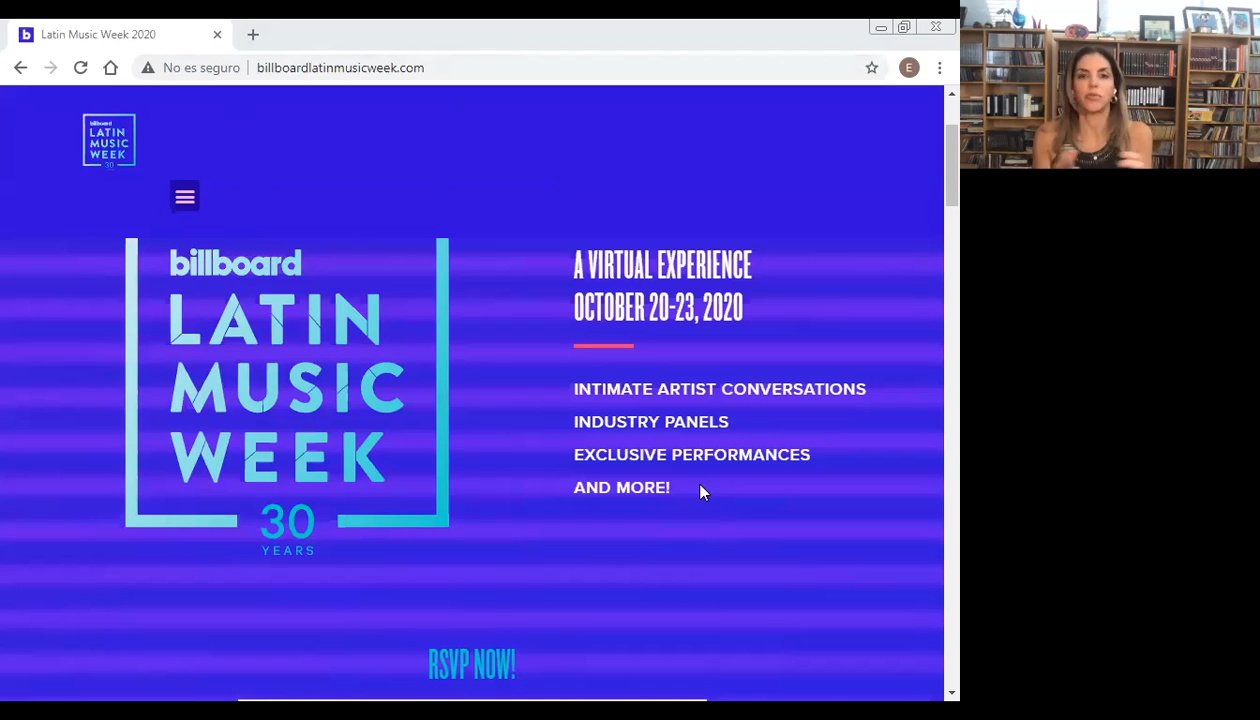 Latin Music Week 2020
No es seguro
billboardlatinmusicweek.com
E
billboard
LATIN
MUSIC
WEEK
30
billboard
LATIN
MUSIC
WEEK
30
YEARS
A VIRTUAL EXPERIENCE
OCTOBER 20-23, 2020
INTIMATE ARTIST CONVERSATIONS
INDUSTRY PANELS
EXCLUSIVE PERFORMANCES
AND MORE!
RSVP NOW!